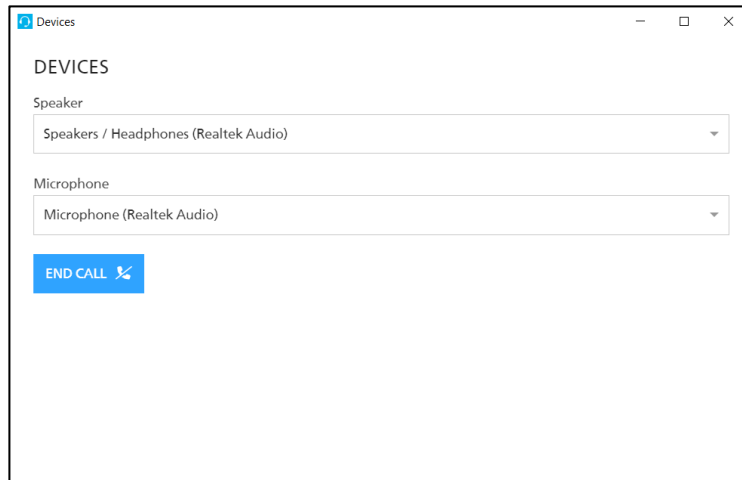 Devices
DEVICES
Speaker
Speakers / Headphones (Realtek Audio)
Microphone
Microphone (Realtek Audio)
END CALL